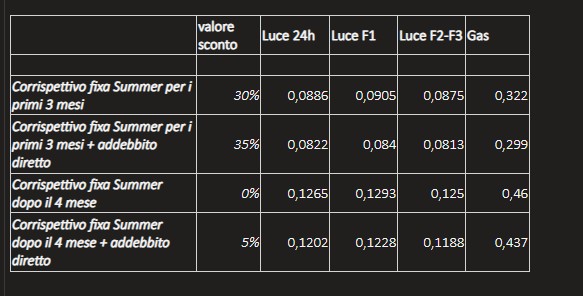 valore
sconto Luce 24h Luce F1 Luce F2-F3 Gas
Corrispettivo fixa Summer per i
primi 3 mesi 30% 0,0886 0,0905 0,0875 0,322
Corrispettivo fixa Summer per i
primi 3 mesi + addebbito
diretto 35% 0,0822 0,084 0,0813 0,299
Corrispettivo fixa Summer
dopo il 4 mese 0% 0,1265 0,1293 0,125 0,46
Corrispettivo fixa Summer
dopo il 4 mese + addebbito
diretto 5% 0,1202 0,1228 0,1188 0,437